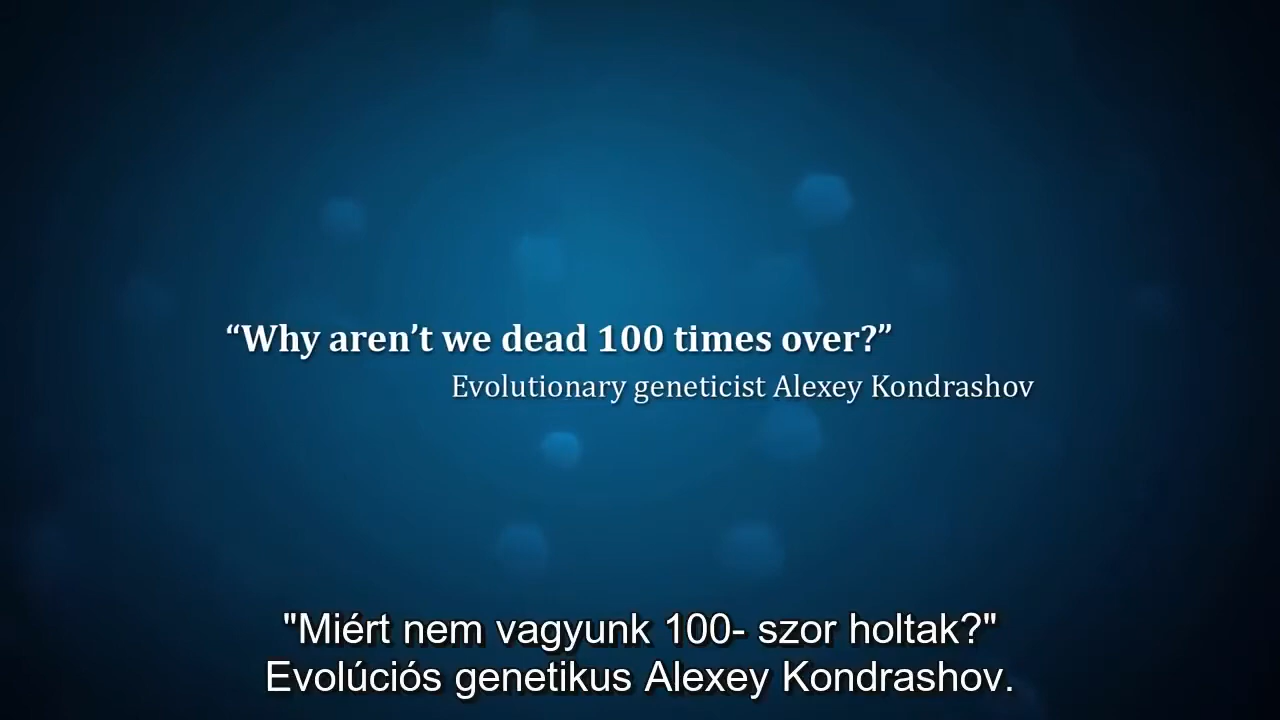 “Why aren’t we dead 100 times over?”
Evolutionary geneticist Alexey Kondrashov
"Miért nem vagyunk 100- szor holtak?"
Evolúciós genetikus Alexey Kondrashov.